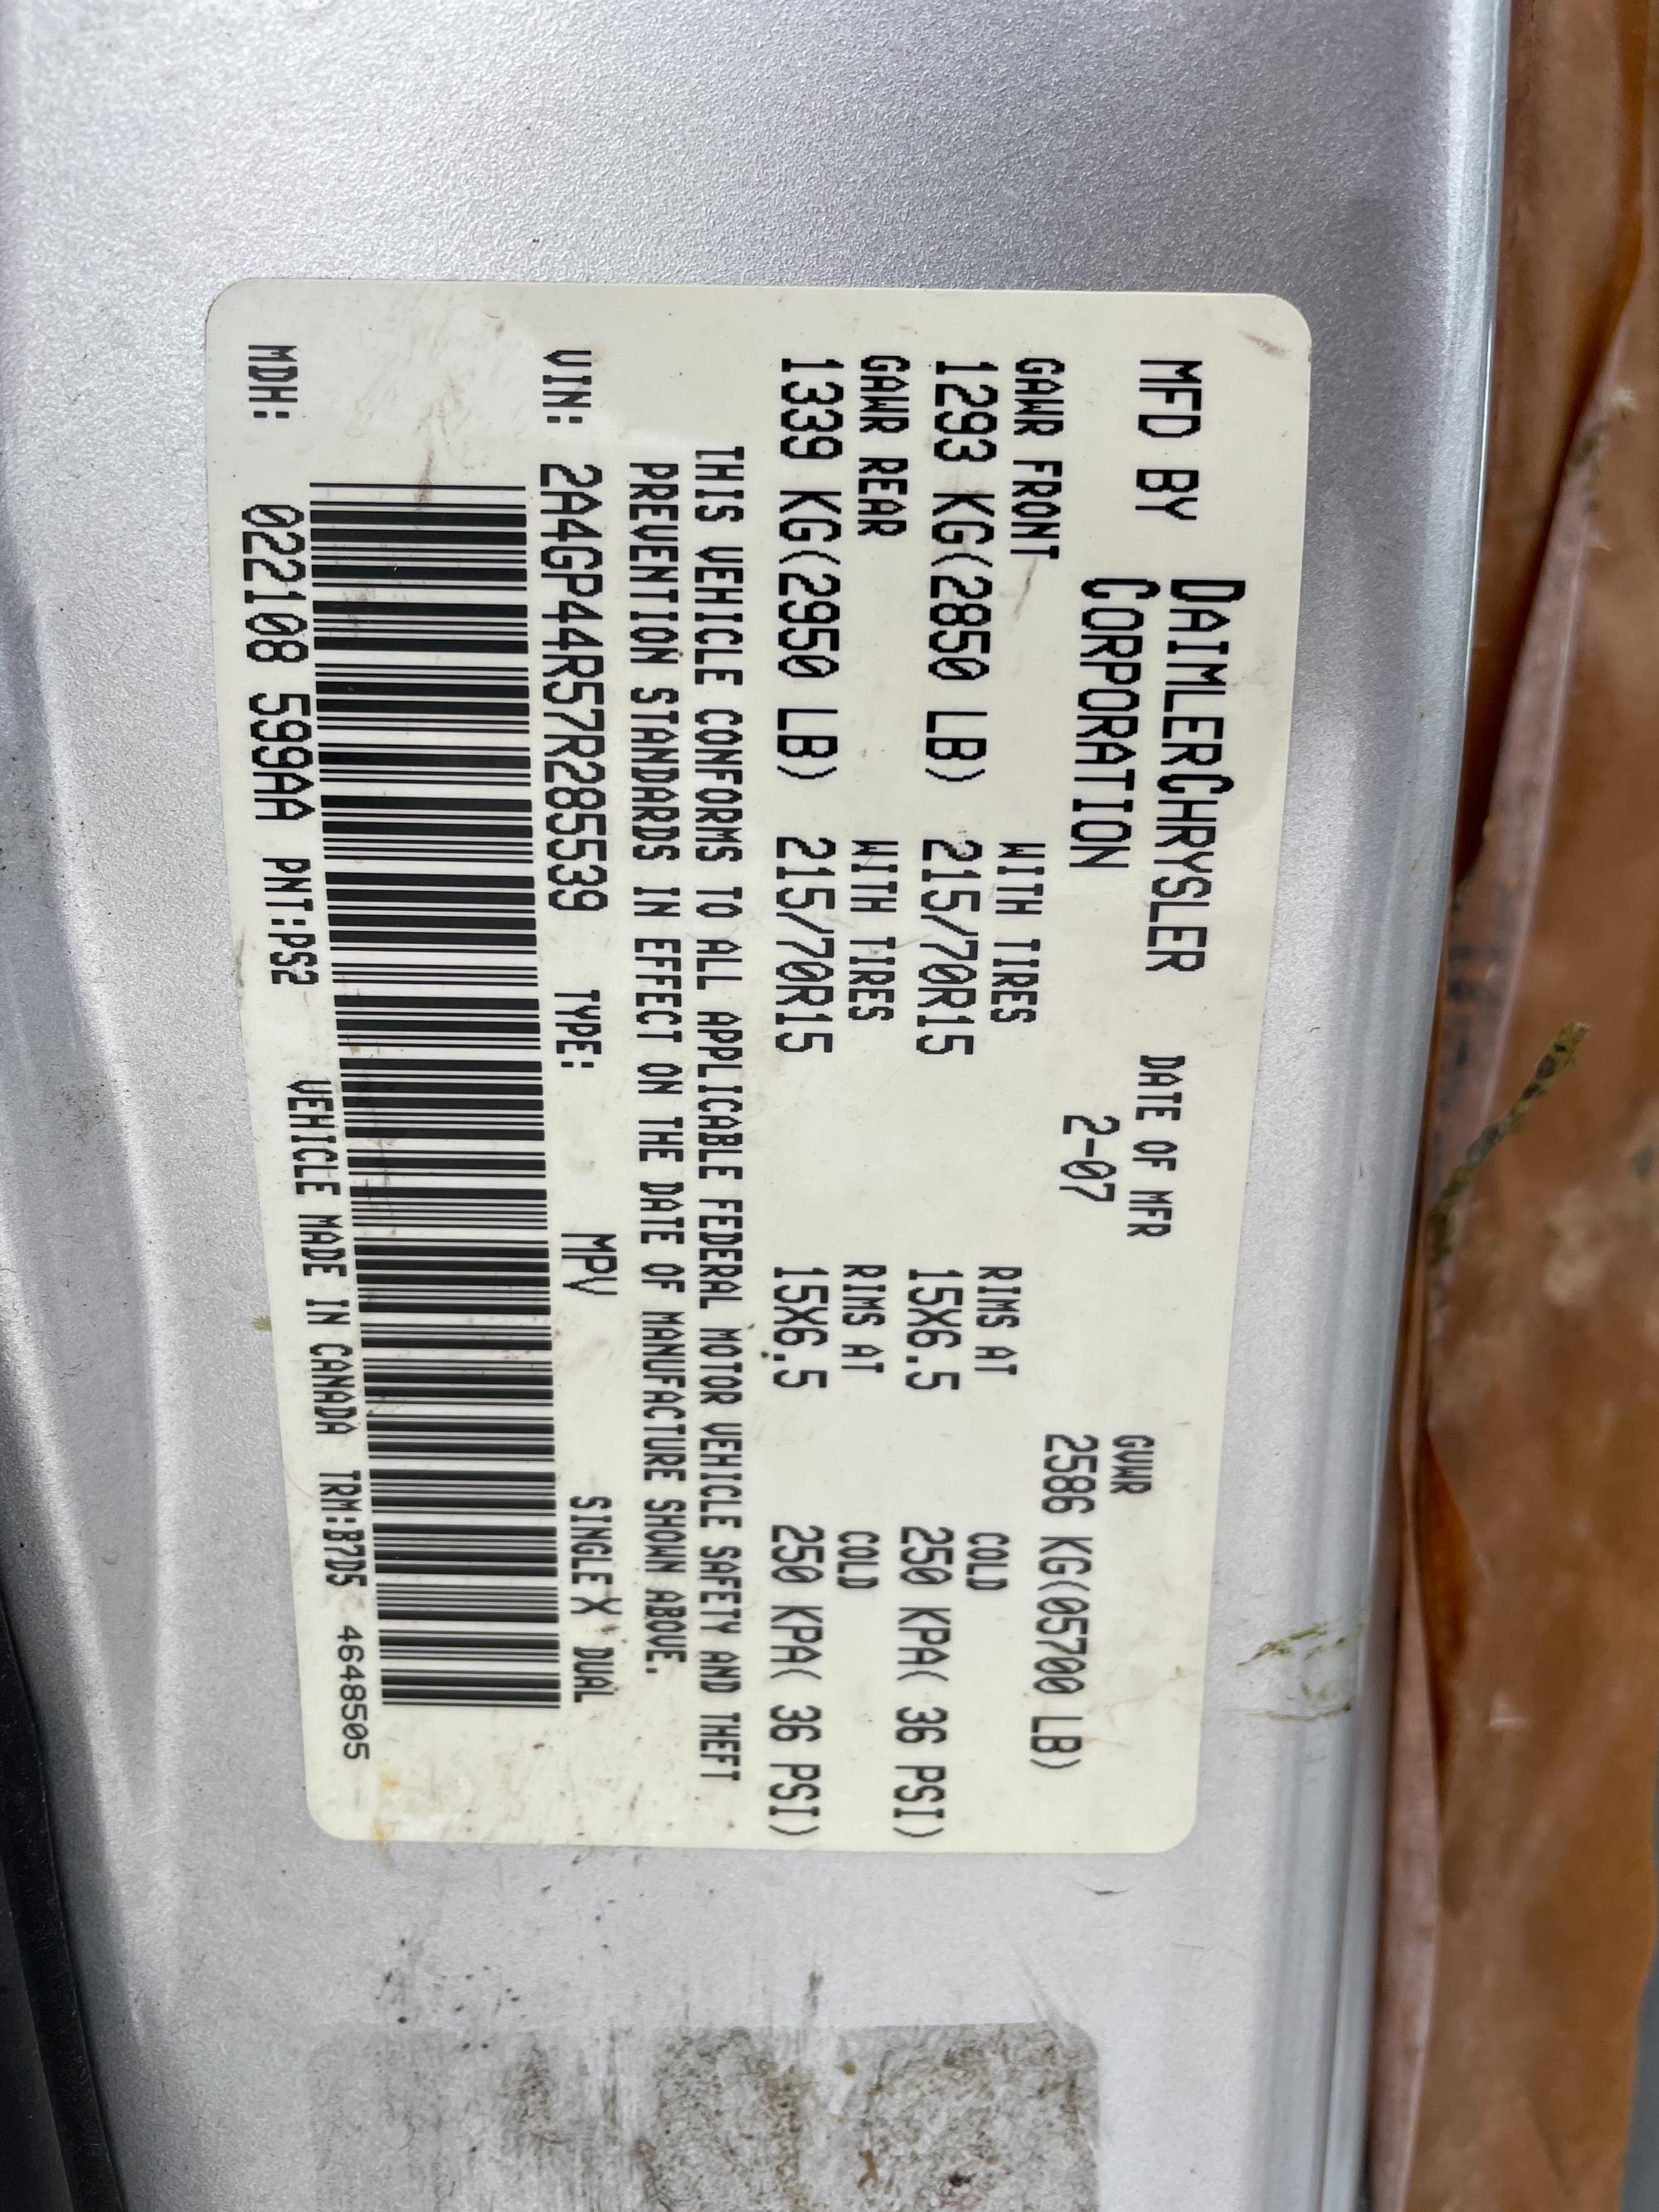 MFD BY DAIMLERCHRYSLER CORPORATION DATE OF MFR 2-07 GVWR 2586 KG(05700 LB)
GAWR FRONT WITH TIRES RIMS AT COLD
1293 KG(2850 LB) 215/70R15 15X6.5 250 KPA( 36 PSI)
GAWR REAR WITH TIRES RIMS AT COLD
1339 KG(2950 LB) 215/70R15 15X6.5 250 KPA( 36 PSI)
THIS VEHICLE CONFORMS TO ALL APPLICABLE FEDERAL MOTOR VEHICLE SAFETY AND THEFT
PREVENTION STANDARDS IN EFFECT ON THE DATE OF MANUFACTURE SHOWN ABOVE.
VIN: 2A4GP44R57R285539 TYPE: MPV SINGLE X DUAL
MDH: 022108 599AA PNT:PS2 VEHICLE MADE IN CANADA TRM:B7D5 4648505